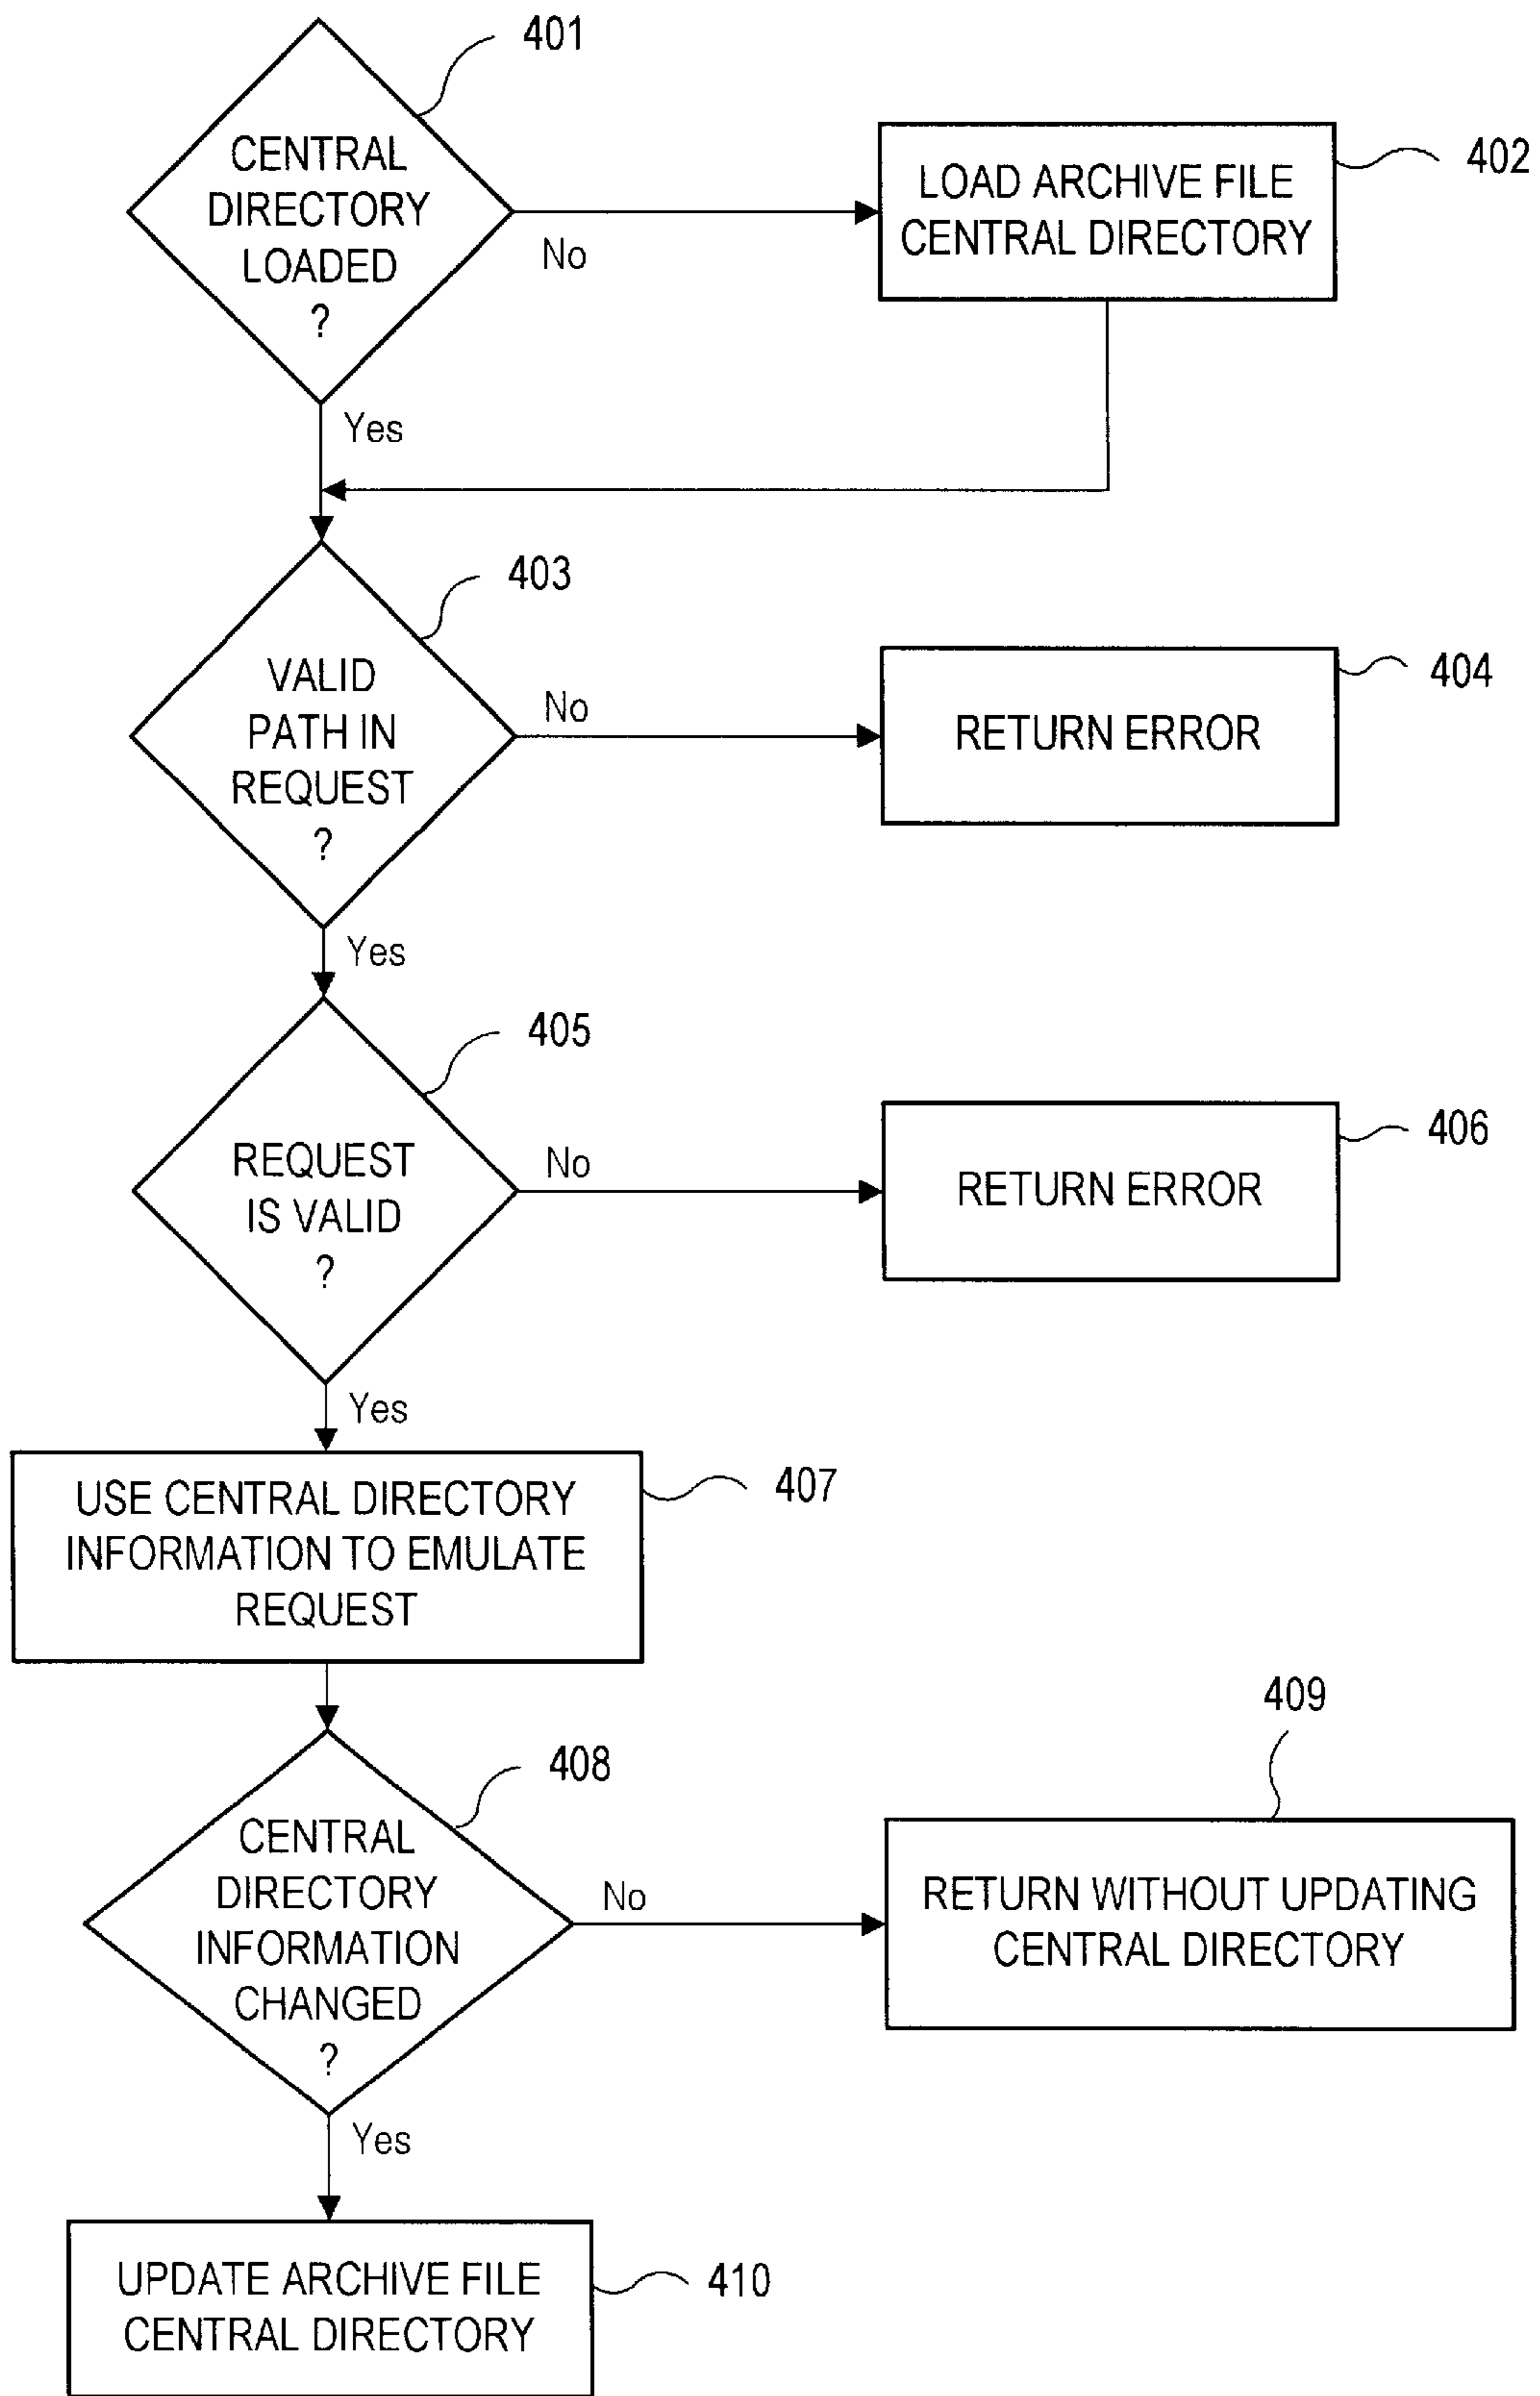 401
CENTRAL
DIRECTORY
LOADED
?
No
LOAD ARCHIVE FILE
CENTRAL DIRECTORY
402
Yes
403
VALID
PATH IN
REQUEST
?
No
RETURN ERROR
404
Yes
405
REQUEST
IS VALID
?
No
RETURN ERROR
406
Yes
USE CENTRAL DIRECTORY
INFORMATION TO EMULATE
REQUEST
407
408
CENTRAL
DIRECTORY
INFORMATION
CHANGED
?
No
409
RETURN WITHOUT UPDATING
CENTRAL DIRECTORY
Yes
UPDATE ARCHIVE FILE
CENTRAL DIRECTORY
410